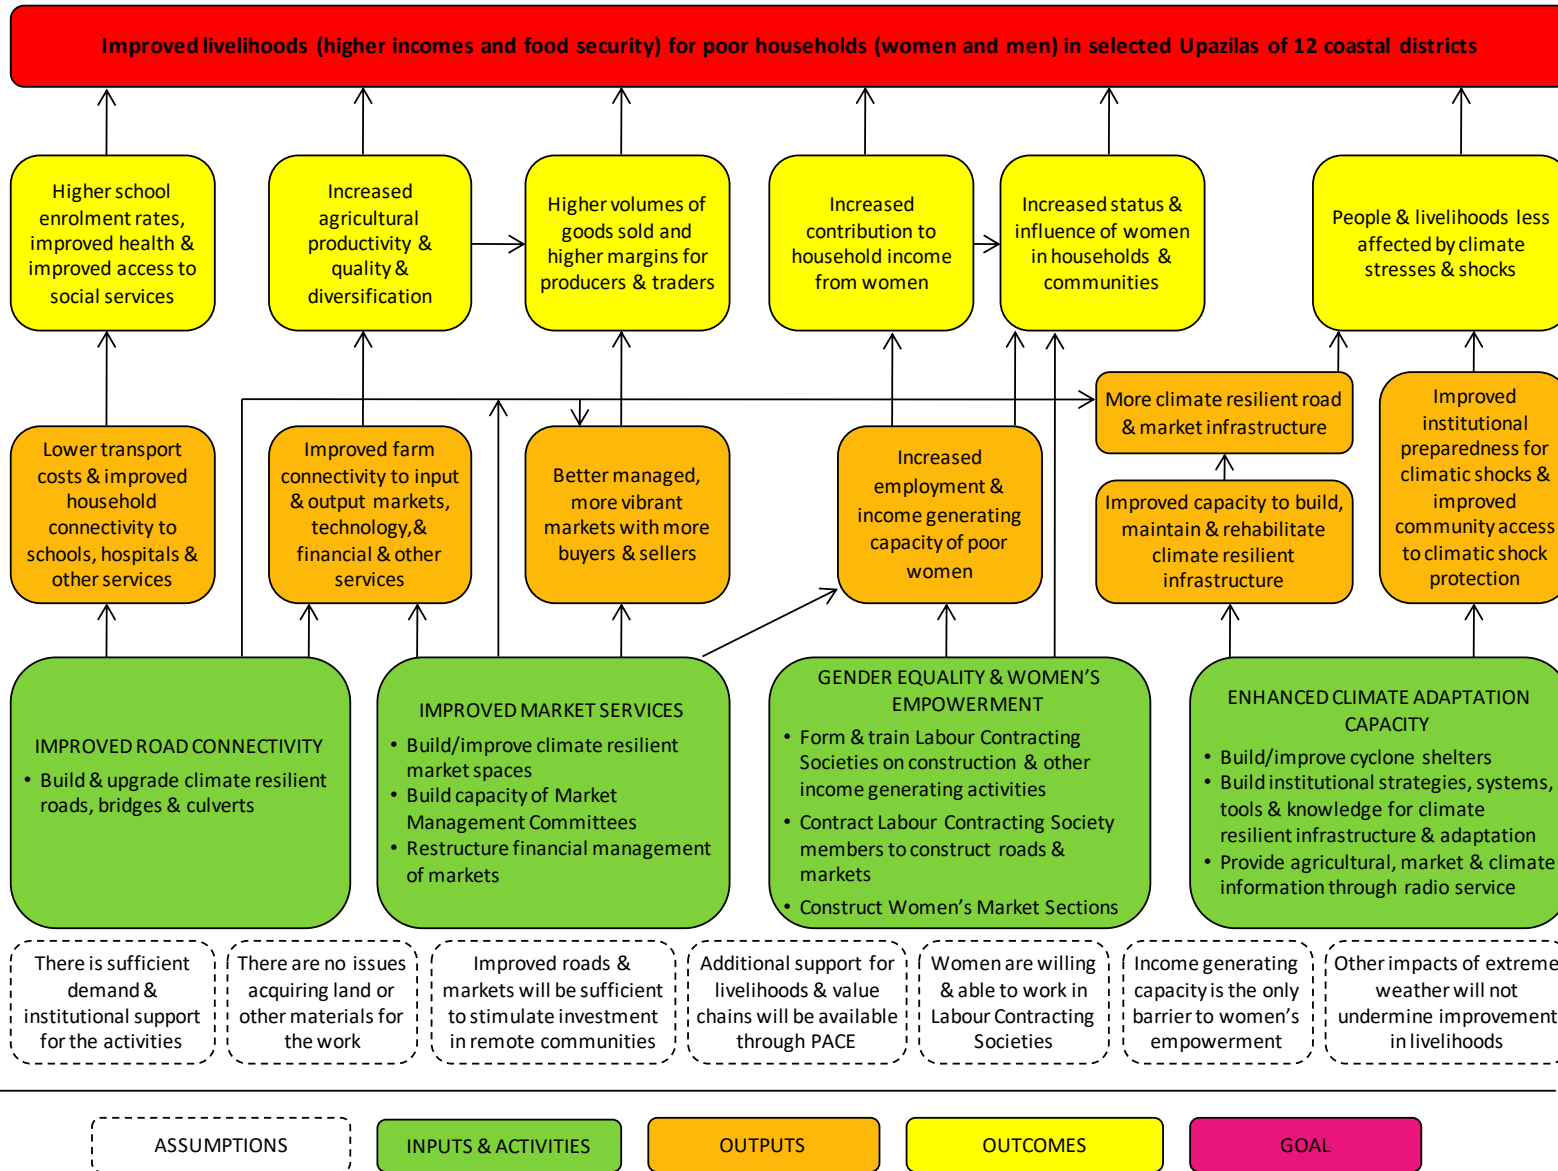 Improved livelihoods (higher incomes and food security) for poor households (women and men) in selected Upazilas of 12 coastal districts
Higher school
enrolment rates,
improved health &
improved access to
social services
Increased
agricultural
productivity &
quality &
diversification
Higher volumes of
goods sold and
higher margins for
producers & traders
Increased
contribution to
household income
from women
Increased status &
influence of women
in households &
communities
People & livelihoods less
affected by climate
stresses & shocks
Lower transport
costs & improved
household
connectivity to
schools, hospitals &
other services
Improved farm
connectivity to input
& output markets,
technology,&
financial & other
services
Better managed,
more vibrant
markets with more
buyers & sellers
Increased
employment &
income generating
capacity of poor
women
More climate resilient road
& market infrastructure
Improved capacity to build,
maintain & rehabilitate
climate resilient
infrastructure
Improved
institutional
preparedness for
climatic shocks &
improved
community access
to climatic shock
protection
IMPROVED ROAD CONNECTIVITY
• Build & upgrade climate resilient
roads, bridges & culverts
IMPROVED MARKET SERVICES
• Build/improve climate resilient
market spaces
• Build capacity of Market
Management Committees
• Restructure financial management
of markets
GENDER EQUALITY & WOMEN'S
EMPOWERMENT
• Form & train Labour Contracting
Societies on construction & other
income generating activities
• Contract Labour Contracting Society
members to construct roads &
markets
• Construct Women's Market Sections
ENHANCED CLIMATE ADAPTATION
CAPACITY
• Build/improve cyclone shelters
• Build institutional strategies, systems,
tools & knowledge for climate
resilient infrastructure & adaptation
• Provide agricultural, market & climate
information through radio service
There is sufficient
demand &
institutional support
for the activities
There are no issues
acquiring land or
other materials for
the work
Improved roads &
markets will be sufficient
to stimulate investment
in remote communities
Additional support for
livelihoods & value
chains will be available
through PACE
Women are willing
& able to work in
Labour Contracting
Societies
Income generating
capacity is the only
barrier to women's
empowerment
Other impacts of extreme
weather will not
undermine improvement
in livelihoods
ASSUMPTIONS
INPUTS & ACTIVITIES
OUTPUTS
OUTCOMES
GOAL